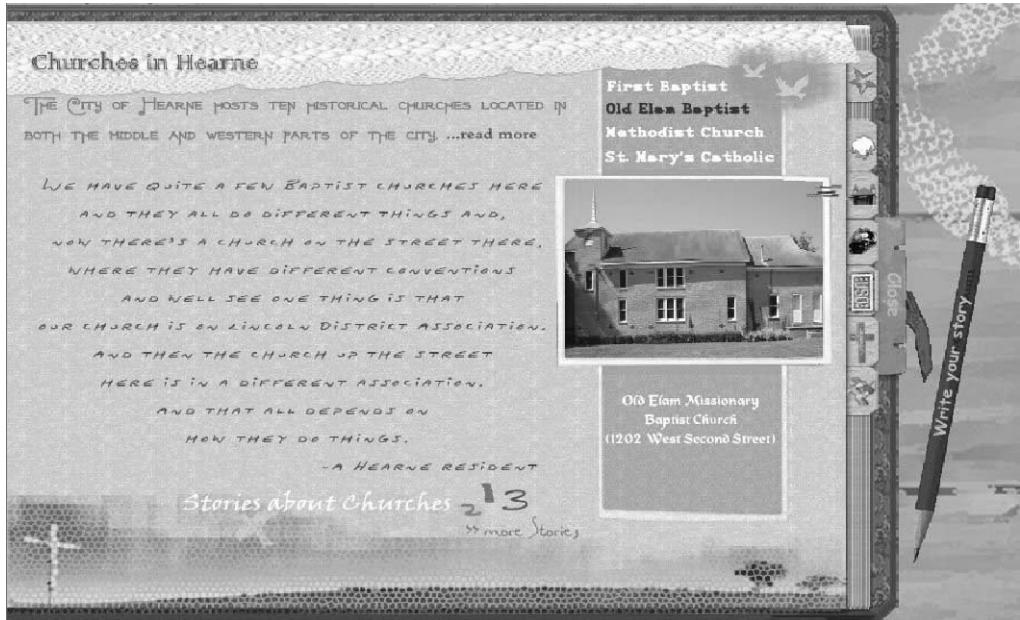 Churches in Hearne
The City of Hearne hosts ten historical churches located in
both the middle and western parts of the city. ...read more
We have quite a few Baptist churches here
and they all do different things and,
now there's a church on the street there,
where they have different conventions
and well see one thing is that
our church is on Lincoln District Association.
And then the church up the street
here is in a different association.
And that all depends on
how they do things.
-A Hearne resident
Stories about Churches 2 1 3
>> more Stories
First Baptist
Old Elam Baptist
Methodist Church
St. Mary's Catholic
Old Elam Missionary
Baptist Church
(1202 West Second Street)
Close
Write your story